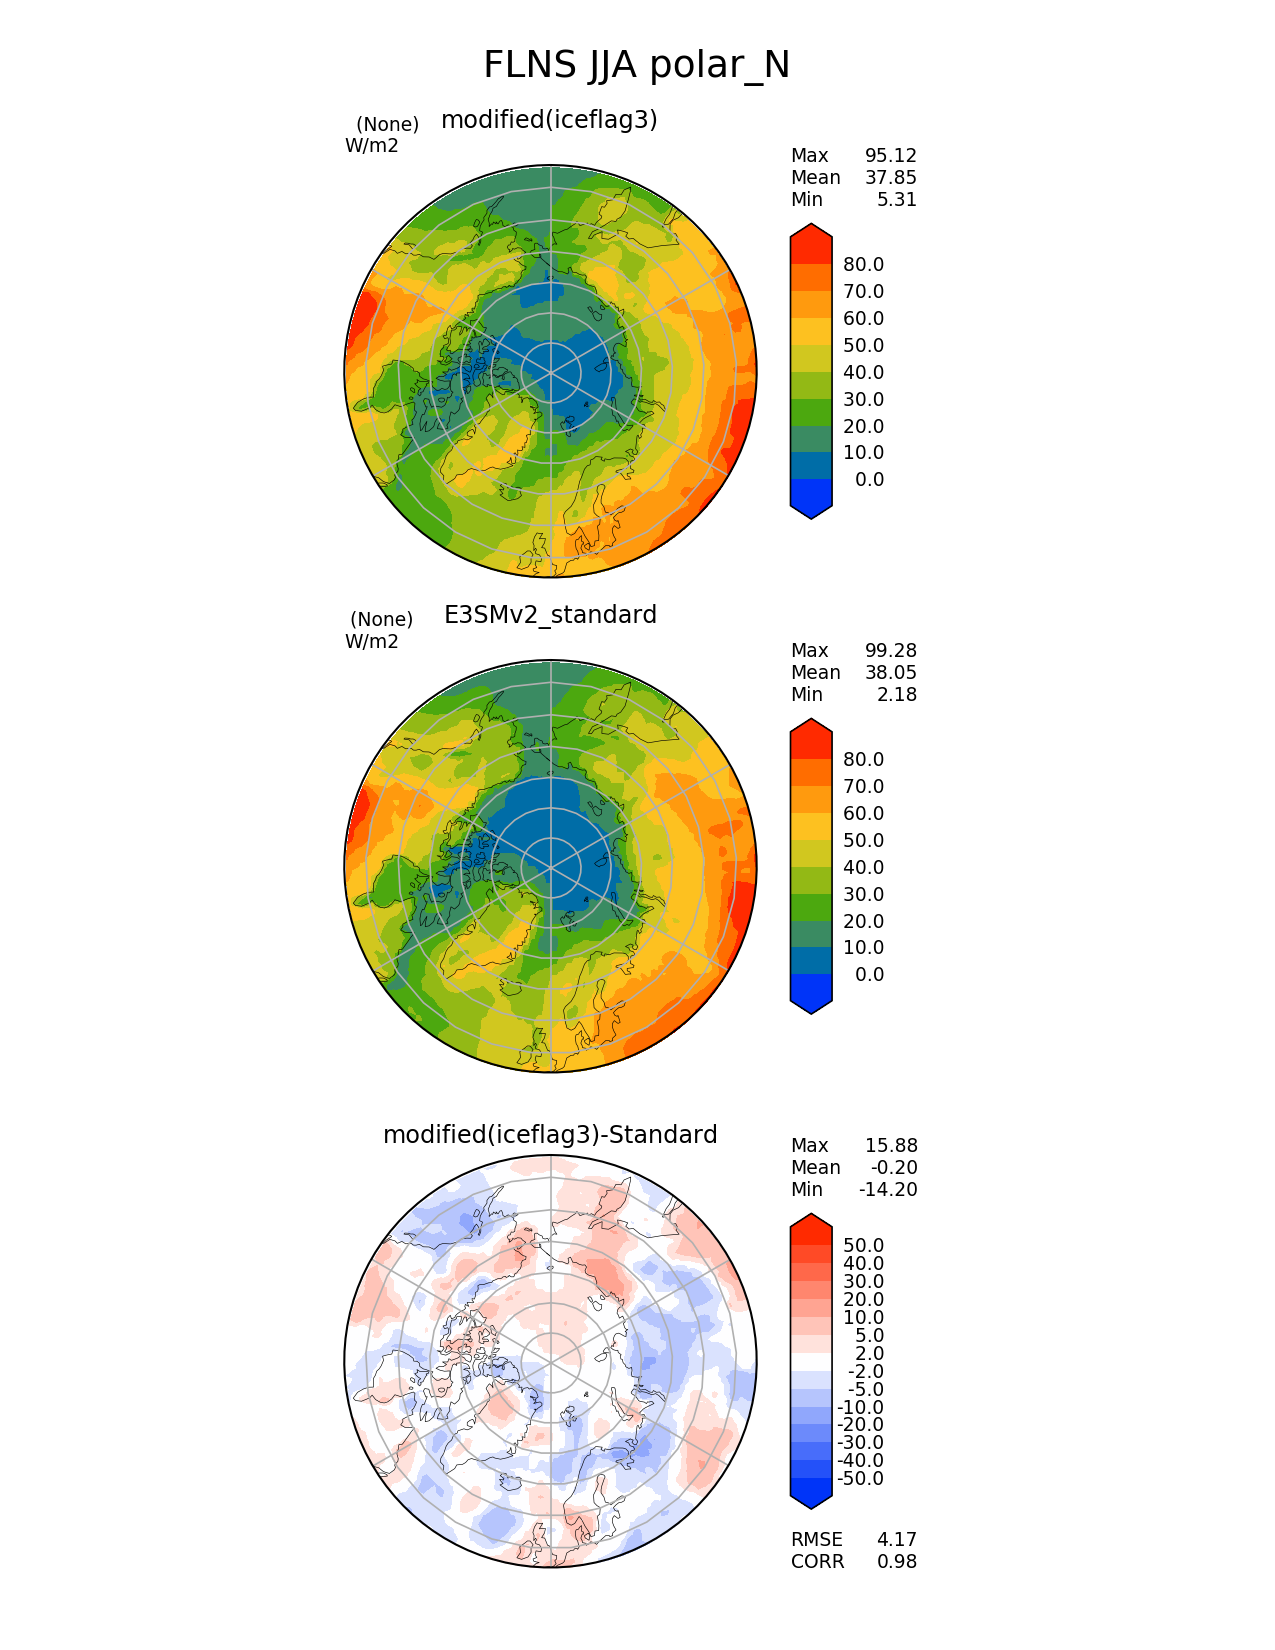 FLNS JJA polar_N
(None) modified(iceflag3)
W/m2
Max 95.12
Mean 37.85
Min 5.31
80.0
70.0
60.0
50.0
40.0
30.0
20.0
10.0
0.0
(None) E3SMv2_standard
W/m2
Max 99.28
Mean 38.05
Min 2.18
80.0
70.0
60.0
50.0
40.0
30.0
20.0
10.0
0.0
modified(iceflag3)-Standard
Max 15.88
Mean -0.20
Min -14.20
50.0
40.0
30.0
20.0
10.0
5.0
2.0
-2.0
-5.0
-10.0
-20.0
-30.0
-40.0
-50.0
RMSE 4.17
CORR 0.98